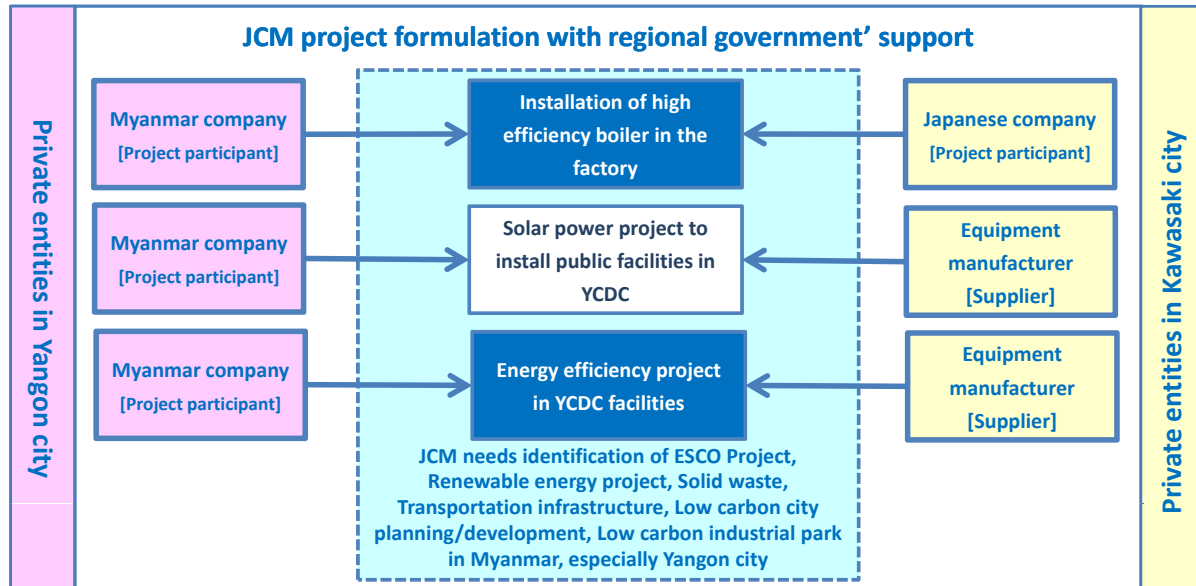 JCM project formulation with regional government’ support
Private entities in Yangon city
Myanmar company
[Project participant]
Installation of high
efficiency boiler in the
factory
Japanese company
[Project participant]
Myanmar company
[Project participant]
Solar power project to
install public facilities in
YCDC
Equipment
manufacturer
[Supplier]
Myanmar company
[Project participant]
Energy efficiency project
in YCDC facilities
Equipment
manufacturer
[Supplier]
JCM needs identification of ESCO Project,
Renewable energy project, Solid waste,
Transportation infrastructure, Low carbon city
planning/development, Low carbon industrial park
in Myanmar, especially Yangon city
Private entities in Kawasaki city